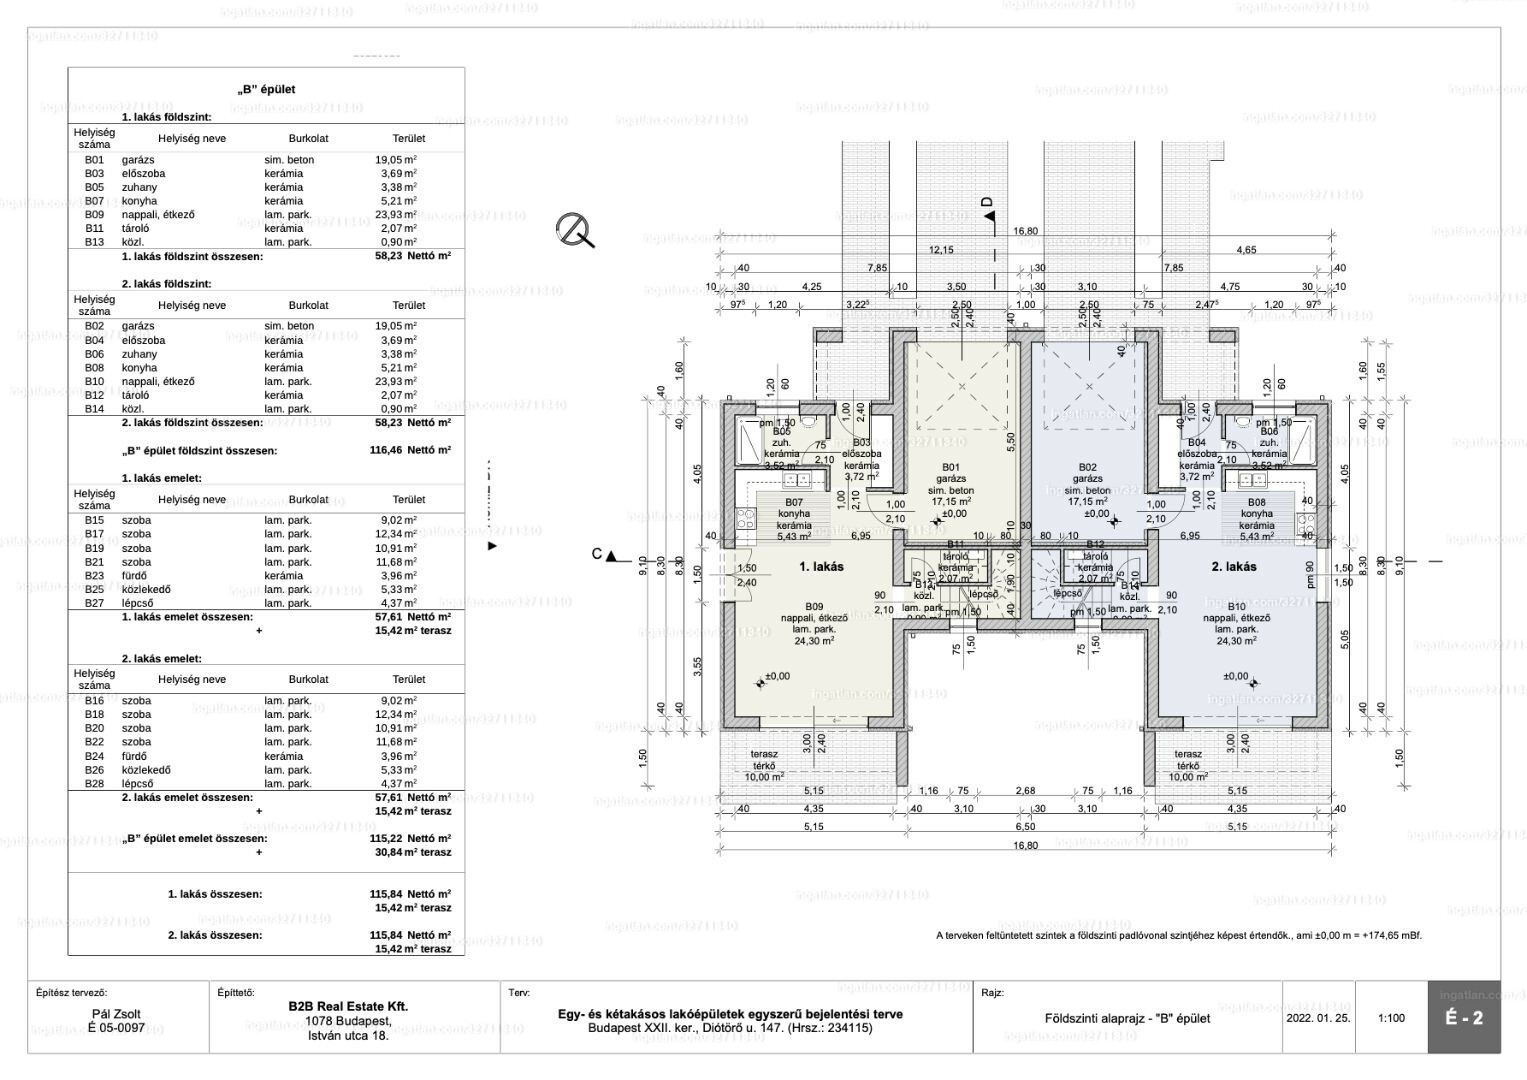 „B” épület
1. lakás földszint:
Helyiség száma Helyiség neve Burkolat Terület
B01 garázs sim. beton 19,05 m²
B03 előszoba kerámia 3,69 m²
B05 zuhany kerámia 3,38 m²
B07 konyha kerámia 5,21 m²
B09 nappali, étkező lam. park. 23,93 m²
B11 tároló kerámia 2,07 m²
B13 közl. lam. park. 0,90 m²
1. lakás földszint összesen: 58,23 Nettó m²
2. lakás földszint:
Helyiség száma Helyiség neve Burkolat Terület
B02 garázs sim. beton 19,05 m²
B04 előszoba kerámia 3,69 m²
B06 zuhany kerámia 3,38 m²
B08 konyha kerámia 5,21 m²
B10 nappali, étkező lam. park. 23,93 m²
B12 tároló kerámia 2,07 m²
B14 közl. lam. park. 0,90 m²
2. lakás földszint összesen: 58,23 Nettó m²
„B” épület földszint összesen: 116,46 Nettó m²
1. lakás emelet:
Helyiség száma Helyiség neve Burkolat Terület
B15 szoba lam. park. 9,02 m²
B17 szoba lam. park. 12,34 m²
B19 szoba lam. park. 10,91 m²
B21 szoba lam. park. 11,68 m²
B23 fürdő kerámia 3,96 m²
B25 közlekedő lam. park. 5,33 m²
B27 lépcső lam. park. 4,37 m²
1. lakás emelet összesen: 57,61 Nettó m²
+ 15,42 m² terasz
2. lakás emelet:
Helyiség száma Helyiség neve Burkolat Terület
B16 szoba lam. park. 9,02 m²
B18 szoba lam. park. 12,34 m²
B20 szoba lam. park. 10,91 m²
B22 szoba lam. park. 11,68 m²
B24 fürdő kerámia 3,96 m²
B26 közlekedő lam. park. 5,33 m²
B28 lépcső lam. park. 4,37 m²
2. lakás emelet összesen: 57,61 Nettó m²
+ 15,42 m² terasz
„B” épület emelet összesen: 115,22 Nettó m²
+ 30,84 m² terasz
1. lakás összesen: 115,84 Nettó m²
15,42 m² terasz
2. lakás összesen: 115,84 Nettó m²
15,42 m² terasz
D
16,80
12,15 4,65
40 7,85 30 7,85 40
10 30 4,25 10 3,50 30 3,10 4,75 30 10
97⁵ 1,20 3,22⁵ 2,50 1,00 2,50 75 2,47⁵ 1,20 97⁵
B05
zuh.
kerámia
3,52 m²
B03
előszoba
kerámia
3,72 m²
B01
garázs
sim. beton
17,15 m²
±0,00
B02
garázs
sim. beton
17,15 m²
±0,00
B04
előszoba
kerámia
3,72 m²
B06
zuh.
kerámia
3,52 m²
B07
konyha
kerámia
5,43 m²
B08
konyha
kerámia
5,43 m²
6,95
6,95
C
1. lakás
2. lakás
B11
tároló
kerámia
2,07 m²
B12
tároló
kerámia
2,07 m²
közl.
lam. park.
lépcső
lépcső
B14
közl.
lam. park.
B09
nappali, étkező
lam. park.
24,30 m²
±0,00
B10
nappali, étkező
lam. park.
24,30 m²
±0,00
terasz
térkő
10,00 m²
terasz
térkő
10,00 m²
5,15 1,16 75 2,68 75 1,16 5,15
40 4,35 40 3,10 30 3,10 40 4,35 40
5,15 6,50 5,15
16,80
A terveken feltüntetett szintek a földszinti padlóvonal szintjéhez képest értendők., ami ±0,00 m = +174,65 mBf.
Építész tervező:
Pál Zsolt
É 05-0097
Építtető:
B2B Real Estate Kft.
1078 Budapest,
István utca 18.
Terv:
Egy- és kétakásos lakóépületek egyszerű bejelentési terve
Budapest XXII. ker., Diótörő u. 147. (Hrsz.: 234115)
Rajz:
Földszinti alaprajz - "B" épület
2022. 01. 25.
1:100
É - 2
ingatlan.com/32711340